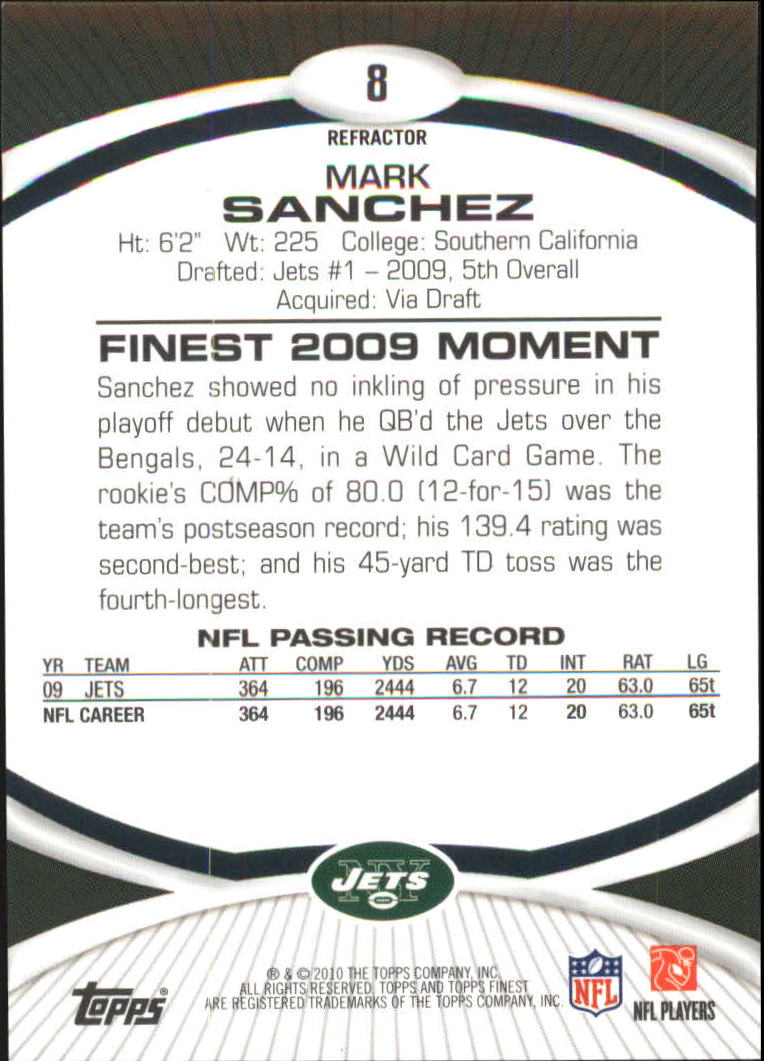 8
REFRACTOR
MARK
SANCHEZ
Ht: 6'2" Wt: 225 College: Southern California
Drafted: Jets #1 – 2009, 5th Overall
Acquired: Via Draft
FINEST 2009 MOMENT
Sanchez showed no inkling of pressure in his
playoff debut when he QB'd the Jets over the
Bengals, 24-14, in a Wild Card Game. The
rookie's COMP% of 80.0 (12-for-15) was the
team's postseason record; his 139.4 rating was
second-best; and his 45-yard TD toss was the
fourth-longest.
NFL PASSING RECORD
YR TEAM ATT COMP YDS AVG TD INT RAT LG
09 JETS 364 196 2444 6.7 12 20 63.0 65t
NFL CAREER 364 196 2444 6.7 12 20 63.0 65t
NY JETS
® & © 2010 THE TOPPS COMPANY, INC.
ALL RIGHTS RESERVED. TOPPS AND TOPPS FINEST
ARE REGISTERED TRADEMARKS OF THE TOPPS COMPANY, INC.
Topps®
NFL
NFL PLAYERS